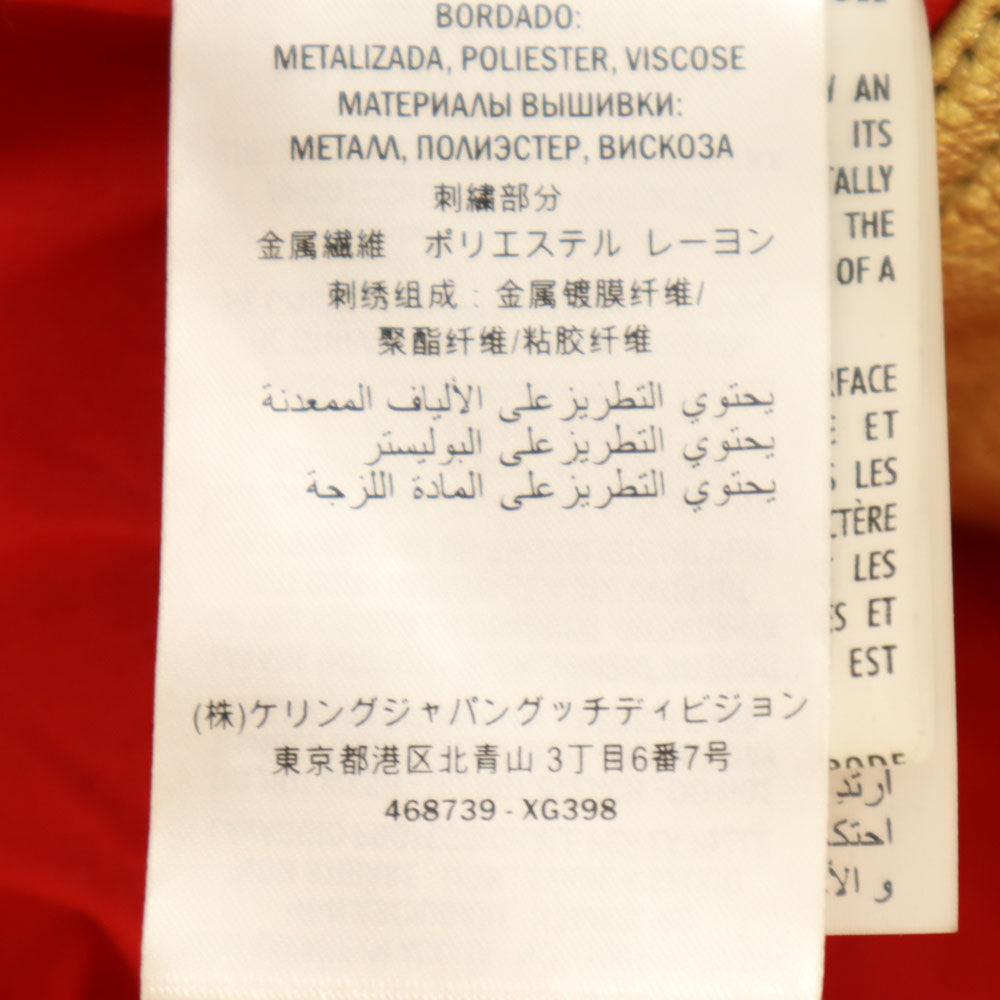 BORDADO:
METALIZADA, POLIESTER, VISCOSE
МАТЕРИАЛЫ ВЫШИВКИ:
МЕТАЛЛ, ПОЛИЭСТЕР, ВИСКОЗА
刺繍部分
金属繊維　ポリエステル レーヨン
刺绣组成：金属镀膜纤维/
聚酯纤维/粘胶纤维
يحتوي التطريز على الألياف الممعدنة
يحتوي التطريز على البوليستر
يحتوي التطريز على المادة اللزجة
(株)ケリングジャパングッチディビジョン
東京都港区北青山 3丁目6番7号
468739 - XG398
AN
ITS
THE
OF A
ET
LES
LES
ET
EST